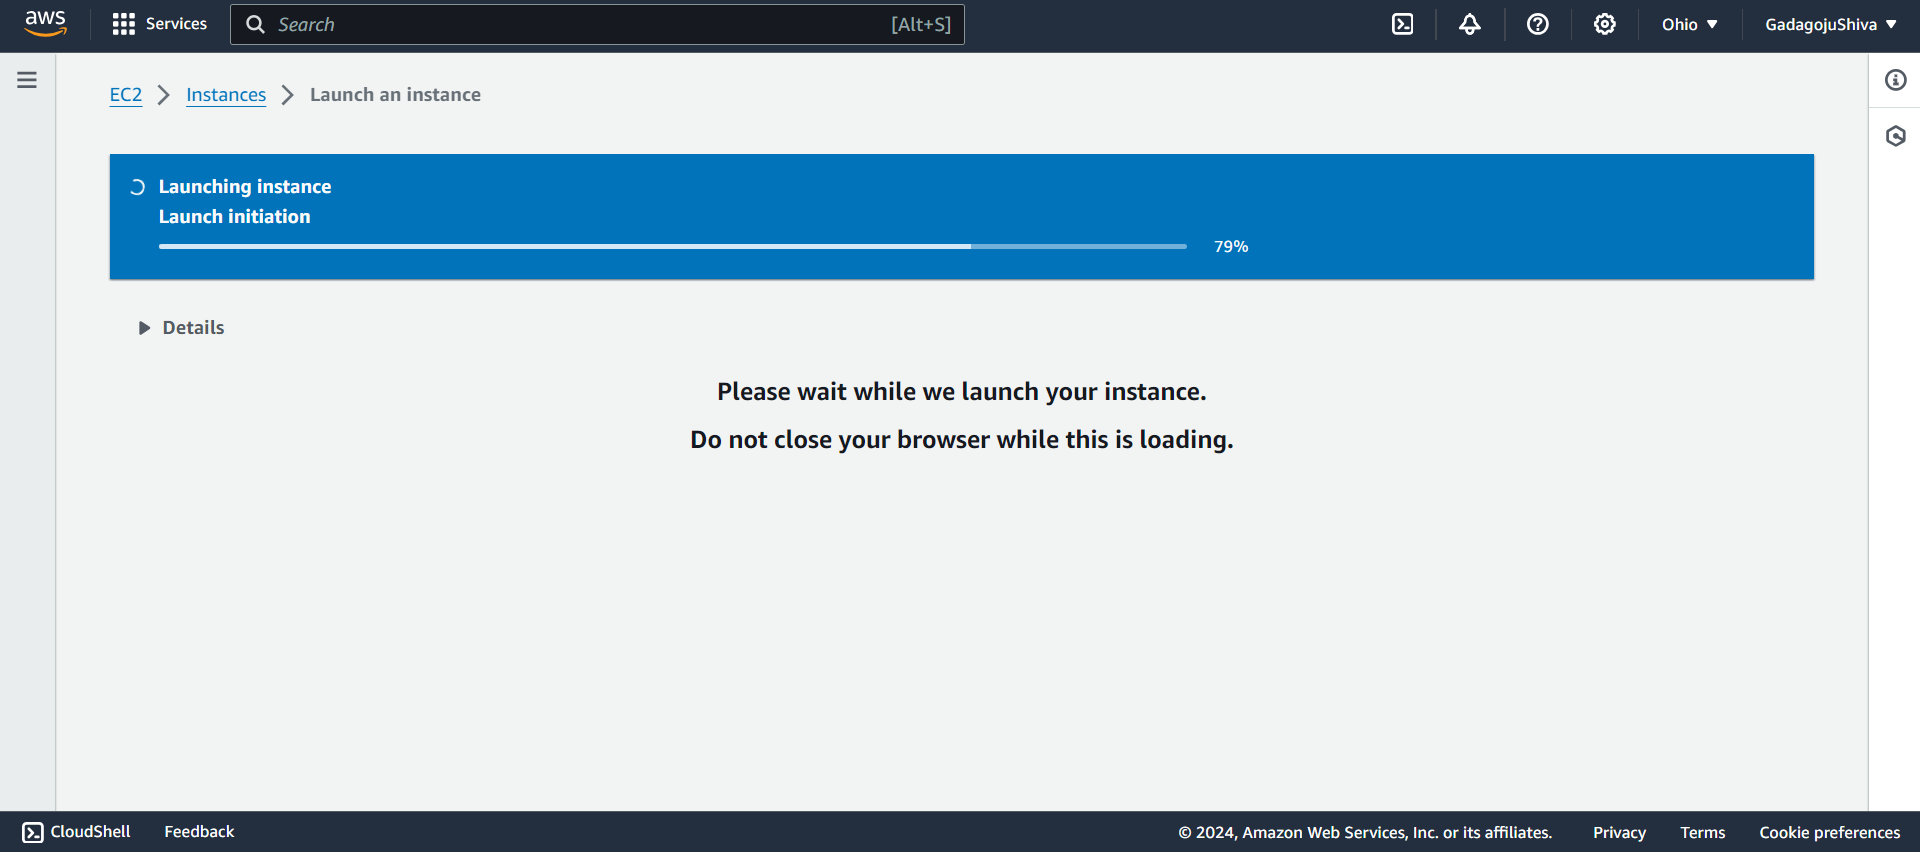 aws
Services
Search
[Alt+S]
Ohio
GadagojuShiva
EC2
Instances
Launch an instance
Launching instance
Launch initiation
79%
Details
Please wait while we launch your instance.
Do not close your browser while this is loading.
CloudShell
Feedback
© 2024, Amazon Web Services, Inc. or its affiliates.
Privacy
Terms
Cookie preferences